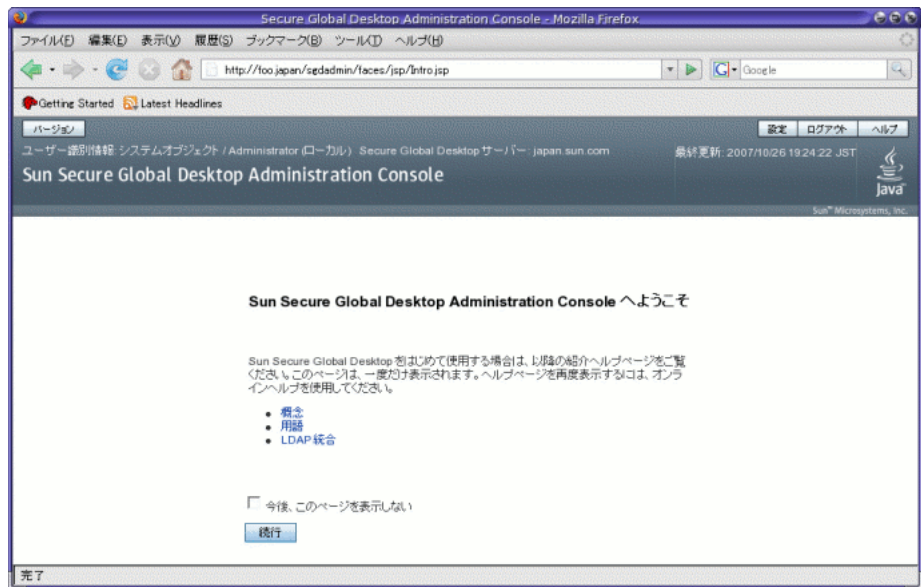 Secure Global Desktop Administration Console - Mozilla Firefox
ファイル(F) 編集(E) 表示(V) 履歴(S) ブックマーク(B) ツール(T) ヘルプ(H)
http://foo.japan/sgdadmin/faces/jsp/Intro.jsp
Google
Getting Started Latest Headlines
バージョン 設定 ログアウト ヘルプ
ユーザー識別情報: システムオブジェクト / Administrator (ローカル) Secure Global Desktop サーバー: japan.sun.com 最終更新: 2007/10/26 19:24:22 JST
Sun Secure Global Desktop Administration Console
Java
Sun™ Microsystems, Inc.
Sun Secure Global Desktop Administration Console へようこそ
Sun Secure Global Desktop をはじめて使用する場合は、以降の紹介ヘルプページをご覧
ください。このページは、一度だけ表示されます。ヘルプページを再度表示するには、オンラ
インヘルプを使用してください。
概念
用語
LDAP 統合
今後、このページを表示しない
続行
完了